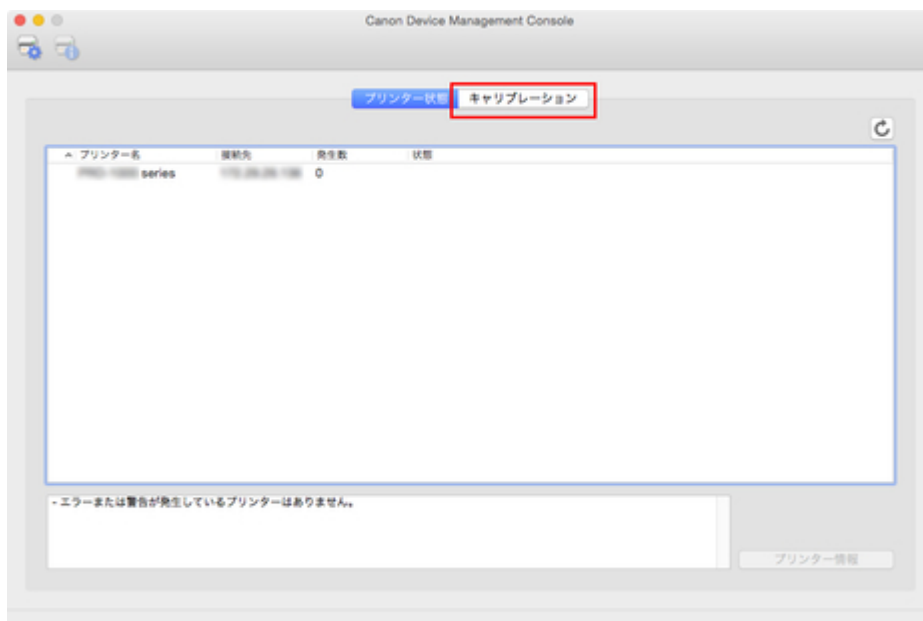 Canon Device Management Console
プリンター状態 キャリブレーション
プリンター名 接続先 発生数 状態
series 0
- エラーまたは警告が発生しているプリンターはありません。
プリンター情報